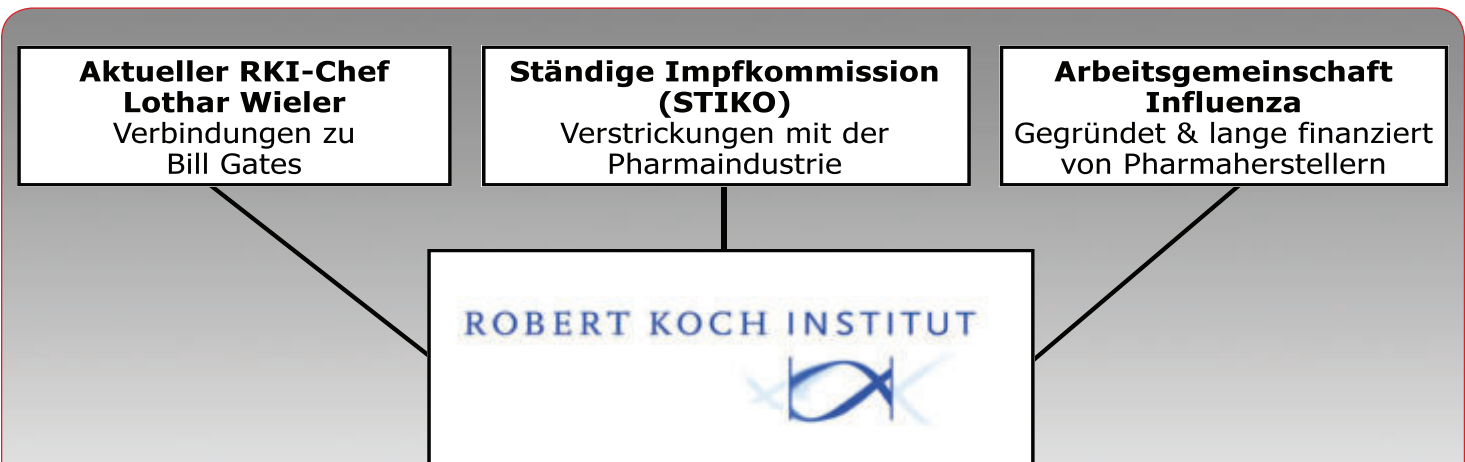 Aktueller RKI-Chef
Lothar Wieler
Verbindungen zu
Bill Gates
Ständige Impfkommission
(STIKO)
Verstrickungen mit der
Pharmaindustrie
Arbeitsgemeinschaft
Influenza
Gegründet & lange finanziert
von Pharmaherstellern
ROBERT KOCH INSTITUT